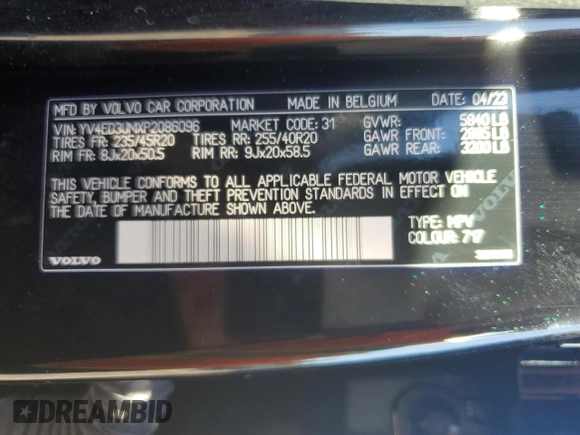 MFD BY VOLVO CAR CORPORATION MADE IN BELGIUM DATE: 04/22
VIN: YV4ED3UMXP2086096 MARKET CODE: 31 GVWR: 5840 LB
TIRES FR: 235/45R20 TIRES RR: 255/40R20 GAWR FRONT: 2885 LB
RIM FR: 8Jx20x50.5 RIM RR: 9Jx20x58.5 GAWR REAR: 3200 LB
THIS VEHICLE CONFORMS TO ALL APPLICABLE FEDERAL MOTOR VEHICLE
SAFETY, BUMPER AND THEFT PREVENTION STANDARDS IN EFFECT ON
THE DATE OF MANUFACTURE SHOWN ABOVE.
TYPE: MPV
COLOUR: 717
VOLVO
DREAMBID